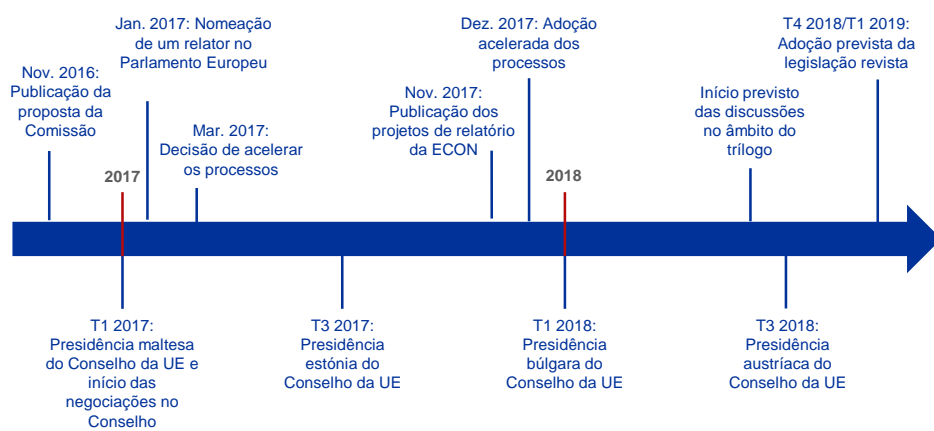 Nov. 2016:
Publicação da
proposta da
Comissão
Jan. 2017: Nomeação
de um relator no
Parlamento Europeu
Mar. 2017:
Decisão de acelerar
os processos
Nov. 2017:
Publicação dos
projetos de relatório
da ECON
Dez. 2017: Adoção
acelerada dos
processos
Início previsto
das discussões
no âmbito do
trílogo
T4 2018/T1 2019:
Adoção prevista da
legislação revista
2017
2018
T1 2017:
Presidência maltesa
do Conselho da UE e
início das
negociações no
Conselho
T3 2017:
Presidência
estónia do
Conselho da UE
T1 2018:
Presidência
búlgara do
Conselho da UE
T3 2018:
Presidência
austríaca do
Conselho da UE